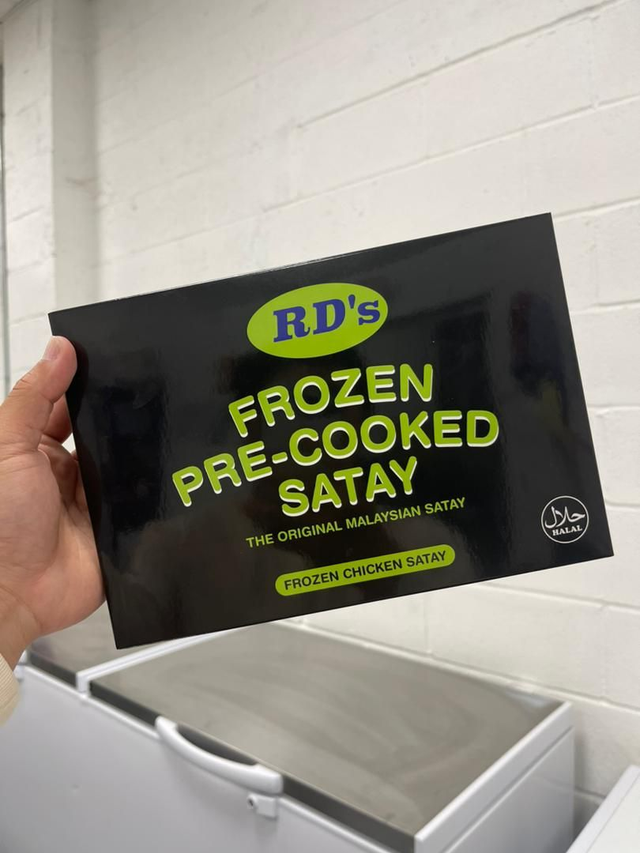 RD's
FROZEN
PRE-COOKED
SATAY
THE ORIGINAL MALAYSIAN SATAY
FROZEN CHICKEN SATAY
حلال
HALAL